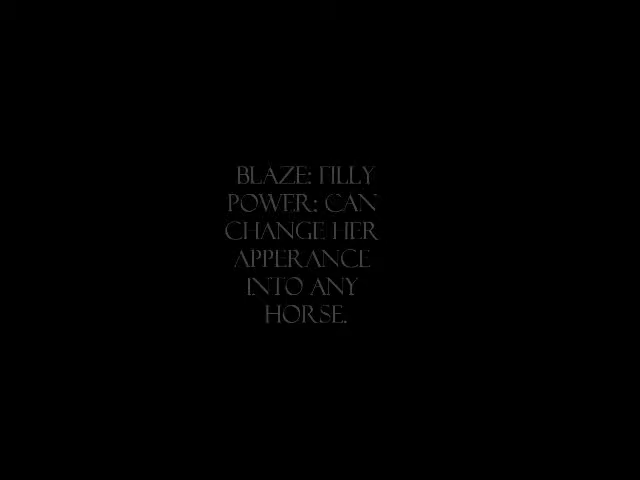 BLAZE: FILLY
POWER: CAN
CHANGE HER
APPERANCE
INTO ANY
HORSE.